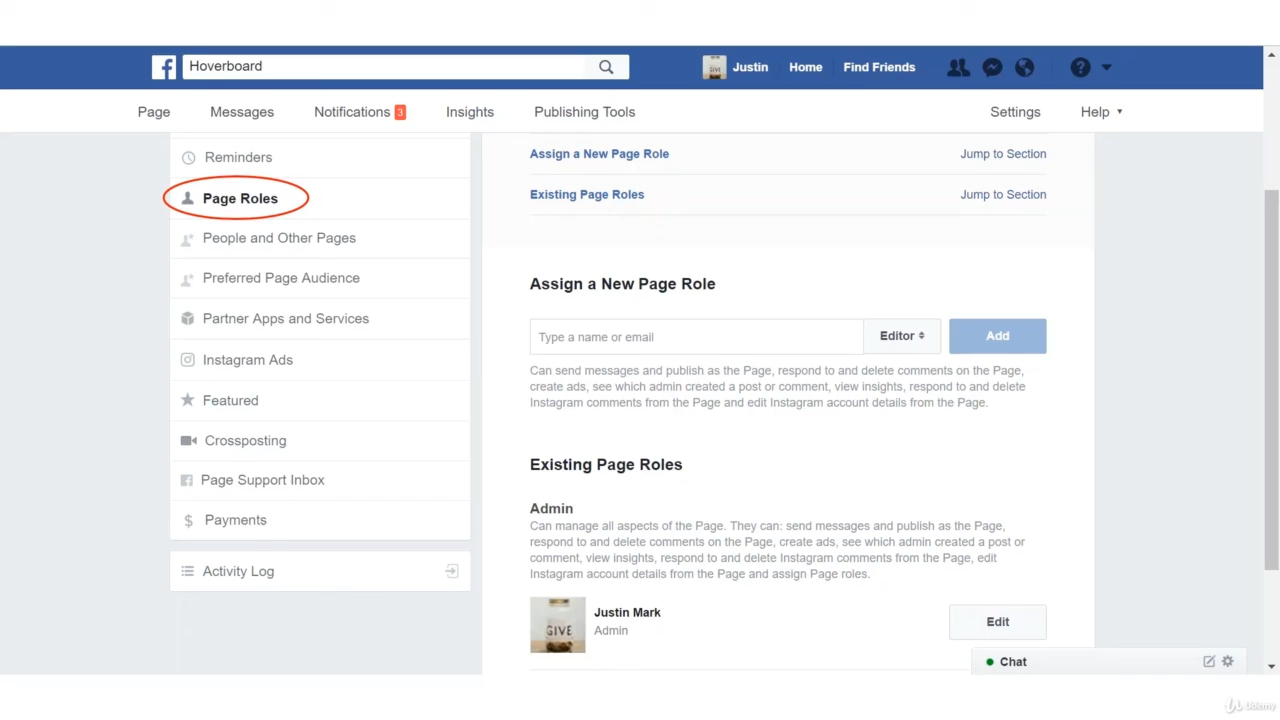 Hoverboard
Justin Home Find Friends
Page Messages Notifications 3 Insights Publishing Tools Settings Help
Reminders
Page Roles
People and Other Pages
Preferred Page Audience
Partner Apps and Services
Instagram Ads
Featured
Crossposting
Page Support Inbox
$ Payments
Activity Log
Assign a New Page Role Jump to Section
Existing Page Roles Jump to Section
Assign a New Page Role
Type a name or email Editor Add
Can send messages and publish as the Page, respond to and delete comments on the Page,
create ads, see which admin created a post or comment, view insights, respond to and delete
Instagram comments from the Page and edit Instagram account details from the Page.
Existing Page Roles
Admin
Can manage all aspects of the Page. They can: send messages and publish as the Page,
respond to and delete comments on the Page, create ads, see which admin created a post or
comment, view insights, respond to and delete Instagram comments from the Page, edit
Instagram account details from the Page and assign Page roles.
GIVE
Justin Mark
Admin
Edit
Chat
Udemy